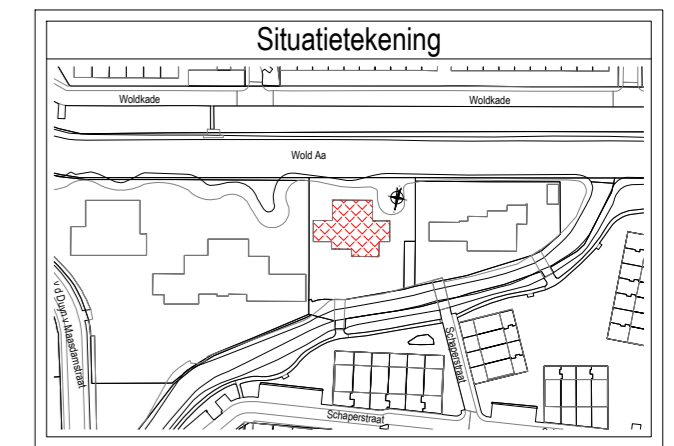 Situatietekening
Woldkade
Woldkade
Wold Aa
v d Duyn v Maasdamstraat
Schaperstraat
Schaperstraat